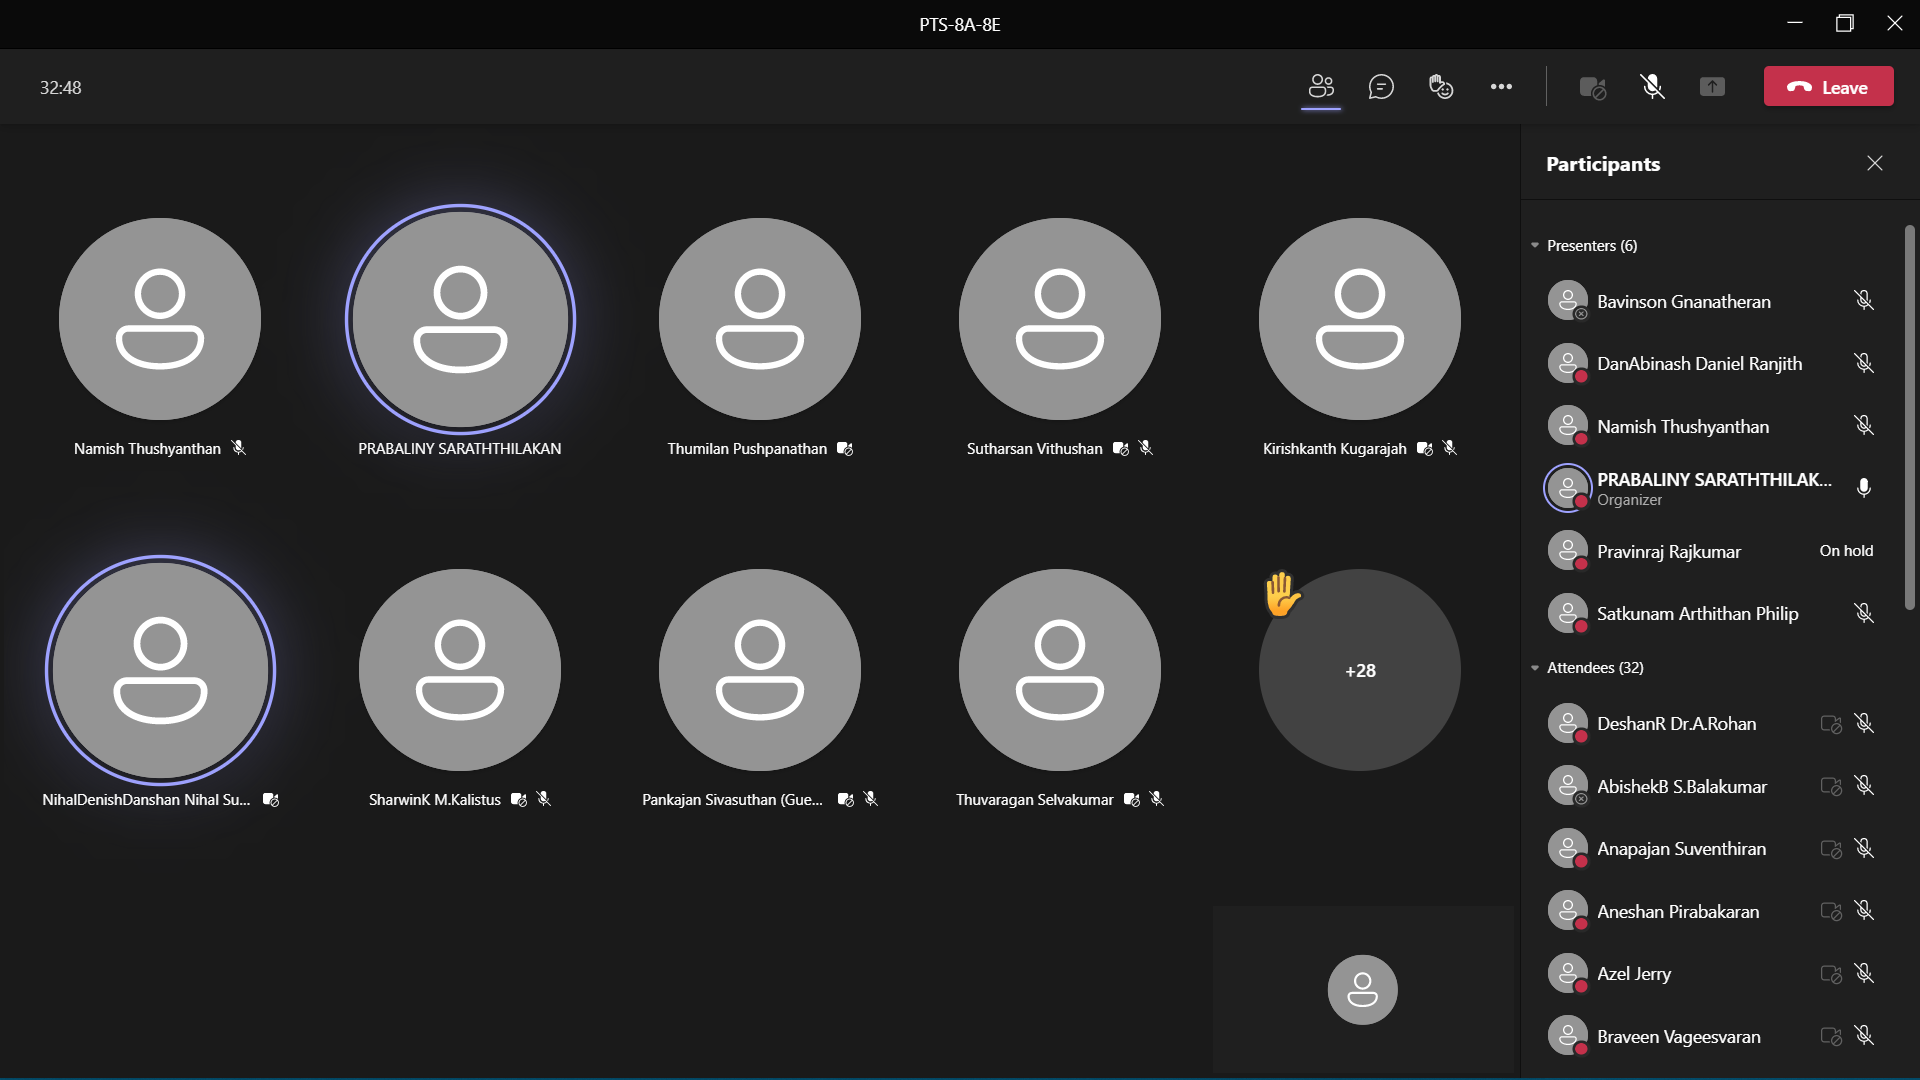 PTS-8A-8E
32:48
Leave
Namish Thushyanthan
PRABALINY SARATHTHILAKAN
Thumilan Pushpanathan
Sutharsan Vithushan
Kirishkanth Kugarajah
NihalDenishDanshan Nihal Su...
SharwinK M.Kalistus
Pankajan Sivasuthan (Gue...
Thuvaragan Selvakumar
+28
Participants
Presenters (6)
Bavinson Gnanatheran
DanAbinash Daniel Ranjith
Namish Thushyanthan
PRABALINY SARATHTHILAK...
Organizer
Pravinraj Rajkumar On hold
Satkunam Arthithan Philip
Attendees (32)
DeshanR Dr.A.Rohan
AbishekB S.Balakumar
Anapajan Suventhiran
Aneshan Pirabakaran
Azel Jerry
Braveen Vageesvaran